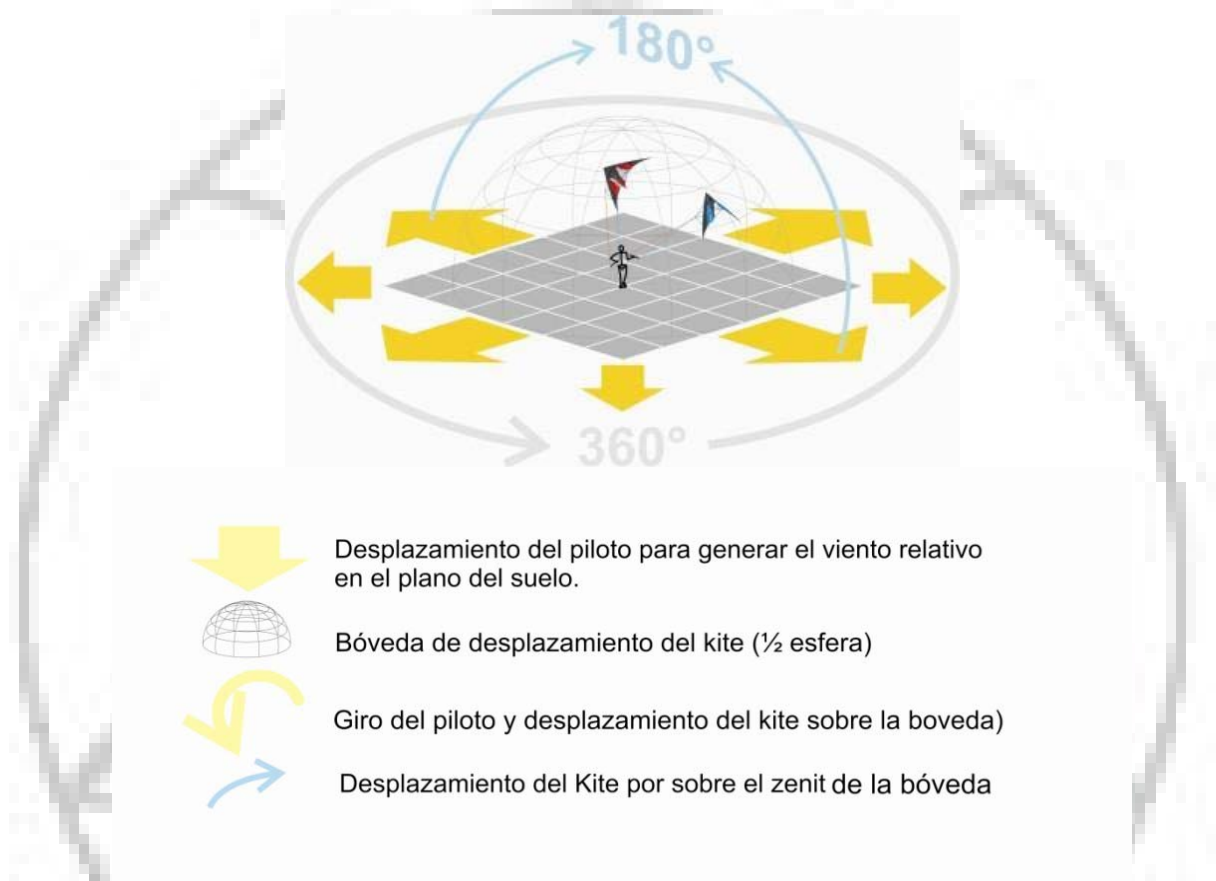 180°
360°
Desplazamiento del piloto para generar el viento relativo
en el plano del suelo.
Bóveda de desplazamiento del kite (½ esfera)
Giro del piloto y desplazamiento del kite sobre la boveda)
Desplazamiento del Kite por sobre el zenit de la bóveda